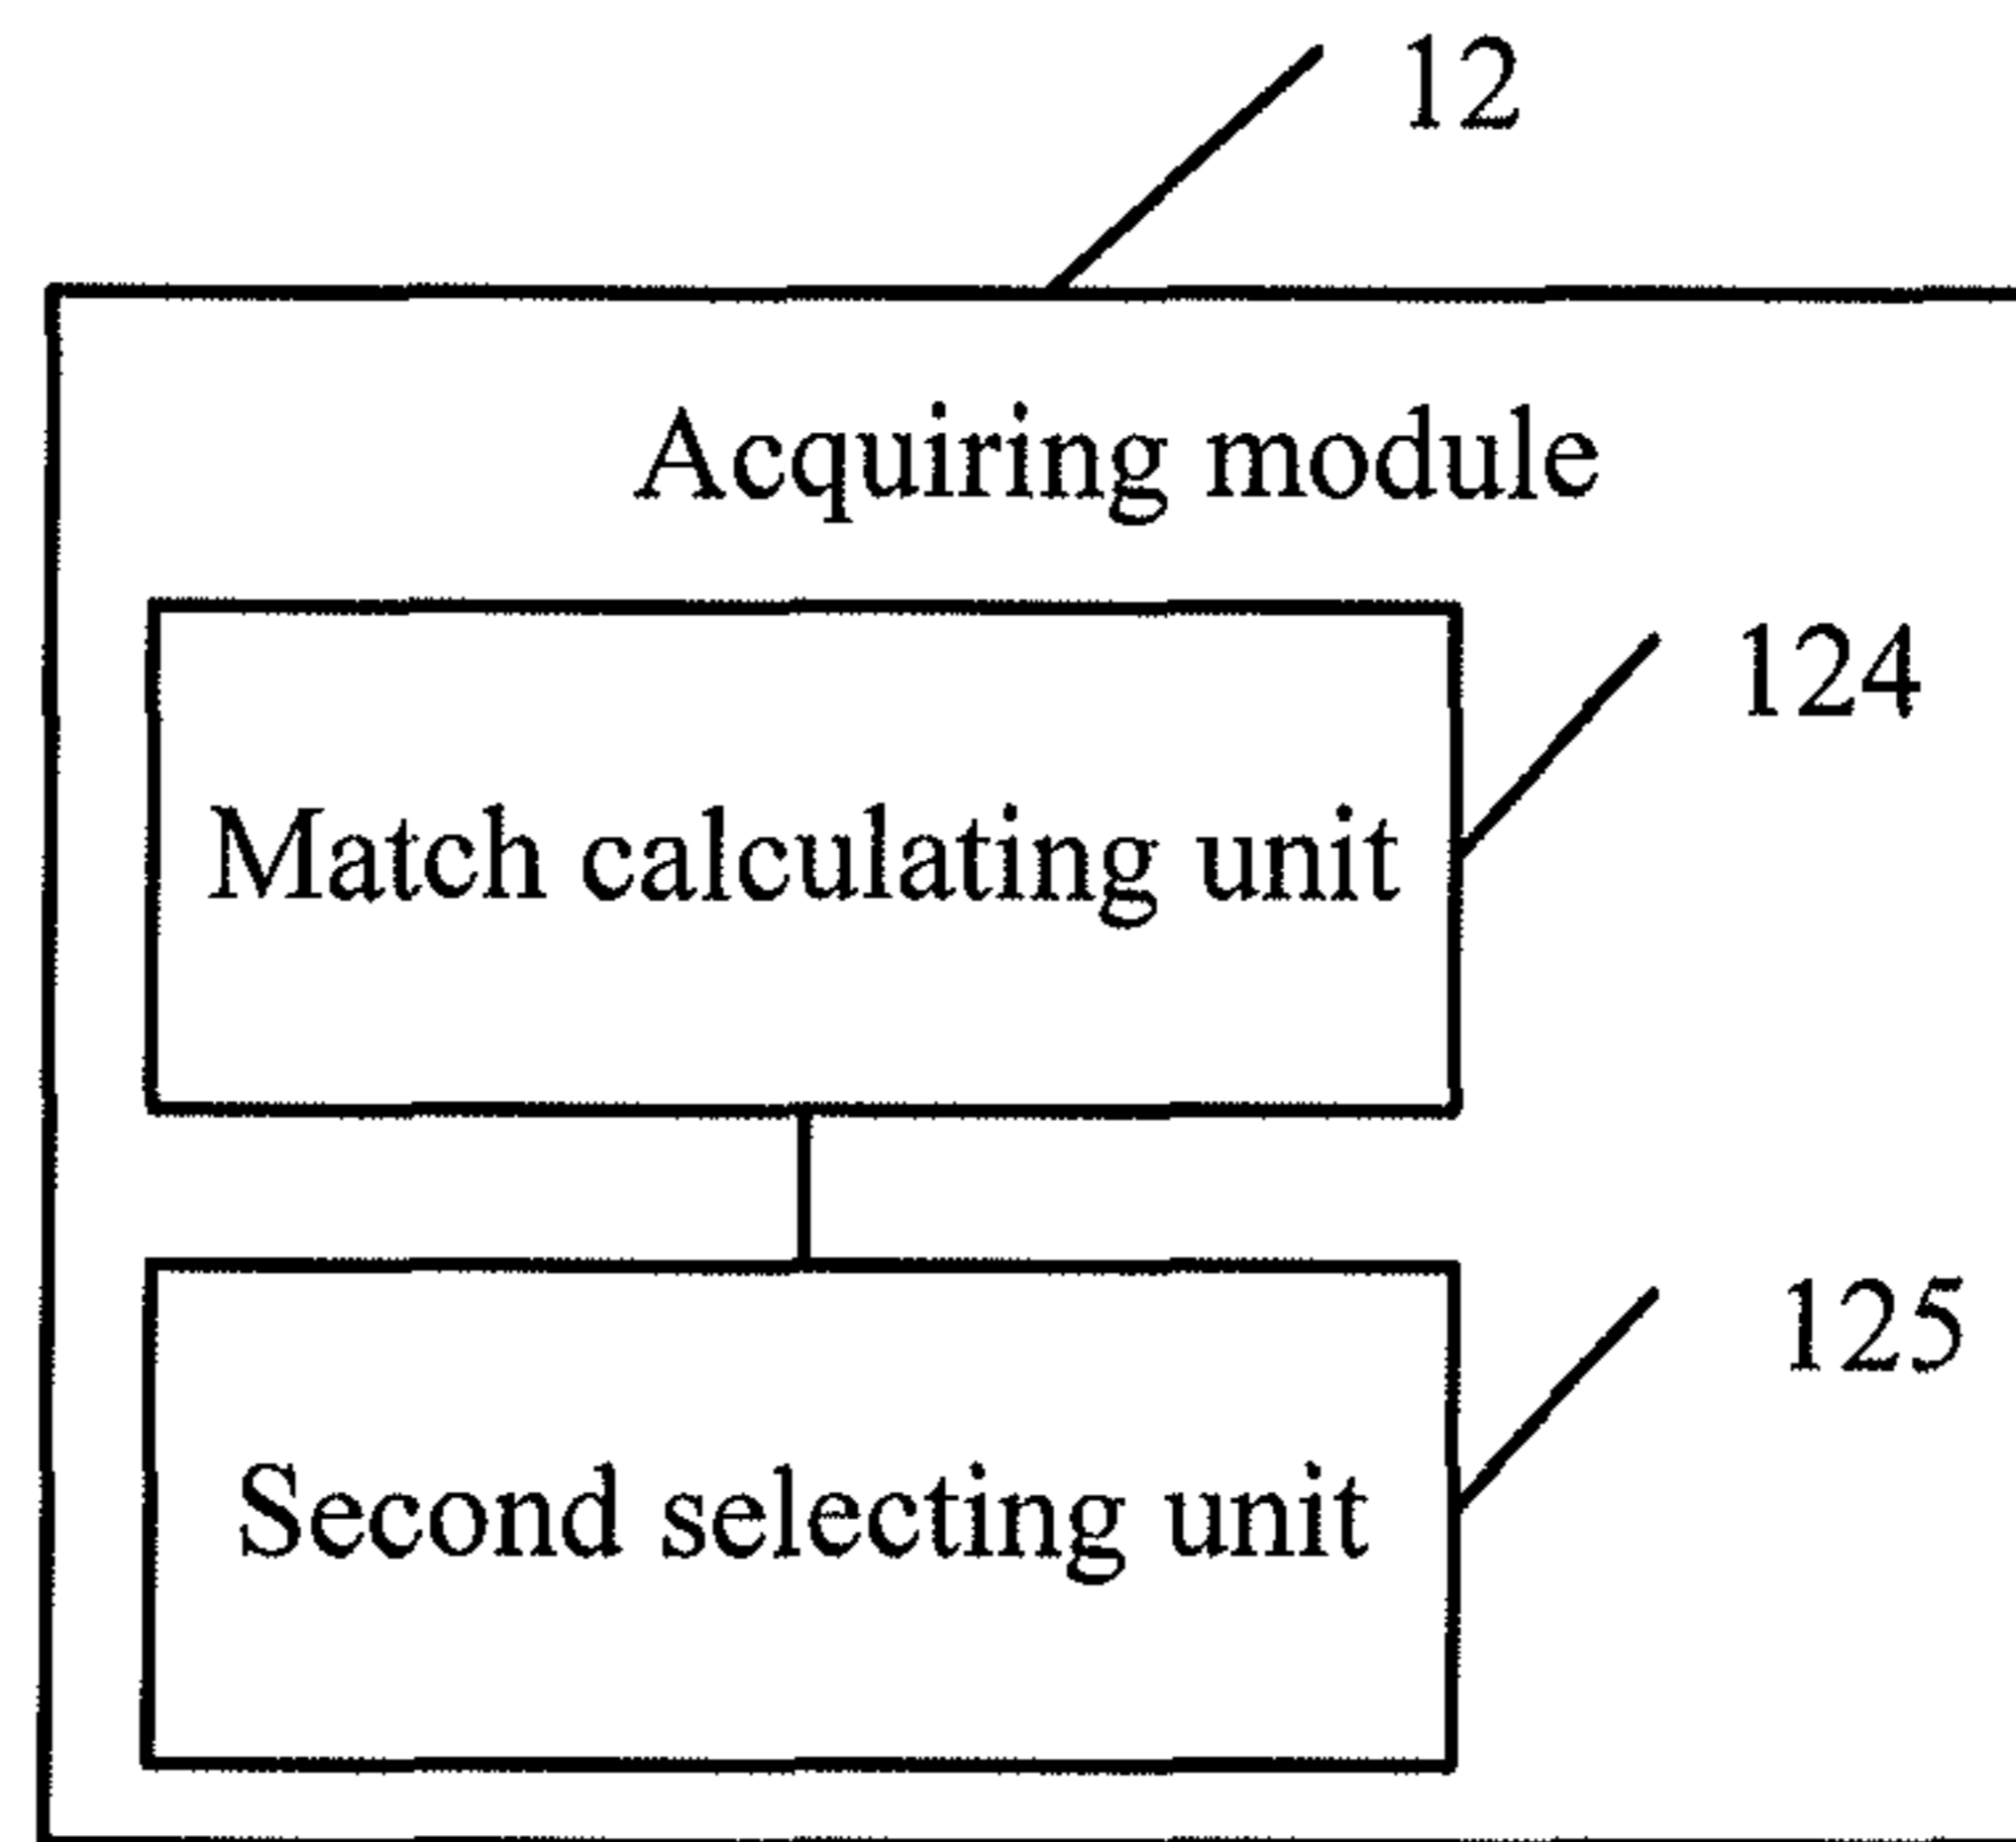 12
Acquiring module
124
Match calculating unit
125
Second selecting unit